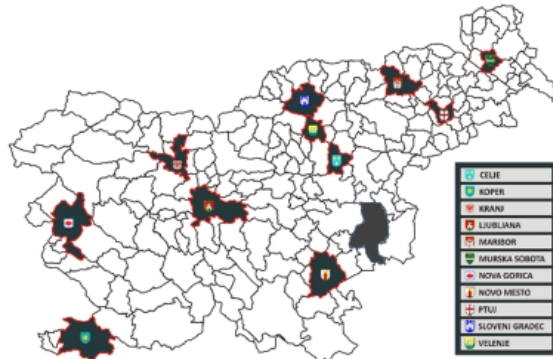 CELJE
KOPER
KRANJ
LJUBLJANA
MARIBOR
MURSKA SOBOTA
NOVA GORICA
NOVO MESTO
PTUJ
SLOVENJ GRADEC
VELENJE